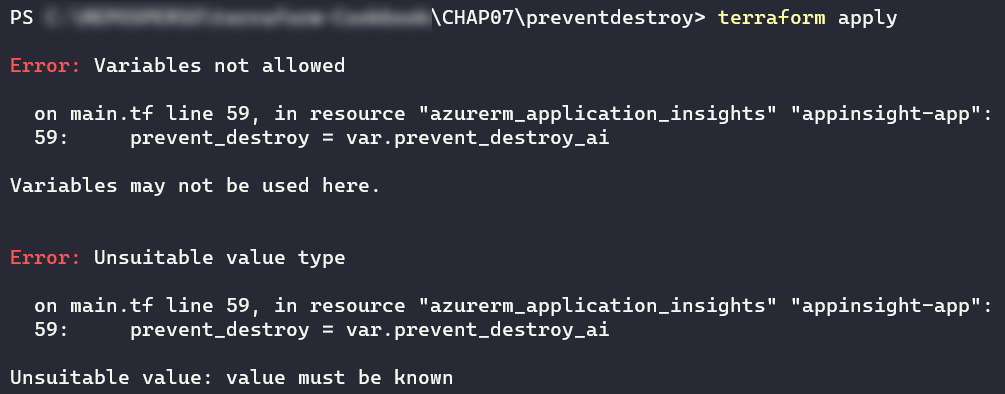 PS \CHAP07\preventdestroy> terraform apply
Error: Variables not allowed
on main.tf line 59, in resource "azurerm_application_insights" "appinsight-app":
59: prevent_destroy = var.prevent_destroy_ai
Variables may not be used here.
Error: Unsuitable value type
on main.tf line 59, in resource "azurerm_application_insights" "appinsight-app":
59: prevent_destroy = var.prevent_destroy_ai
Unsuitable value: value must be known